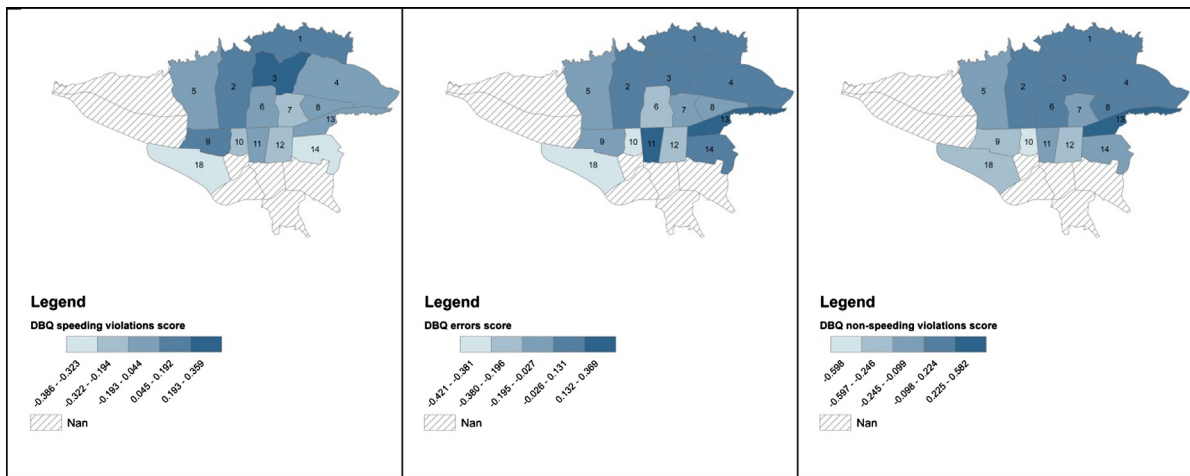 1
2
3
4
5
6
7
8
9
10
11
12
13
14
18
Legend
DBQ speeding violations score
-0.386 - -0.323
-0.322 - -0.194
-0.193 - 0.044
0.045 - 0.192
0.193 - 0.359
Nan
1
2
3
4
5
6
7
8
9
10
11
12
13
14
18
Legend
DBQ errors score
-0.421 - -0.381
-0.380 - -0.196
-0.195 - -0.027
-0.026 - 0.131
0.132 - 0.369
Nan
1
2
3
4
5
6
7
8
9
10
11
12
13
14
18
Legend
DBQ non-speeding violations score
-0.598
-0.597 - -0.246
-0.245 - -0.099
-0.098 - 0.224
0.225 - 0.582
Nan